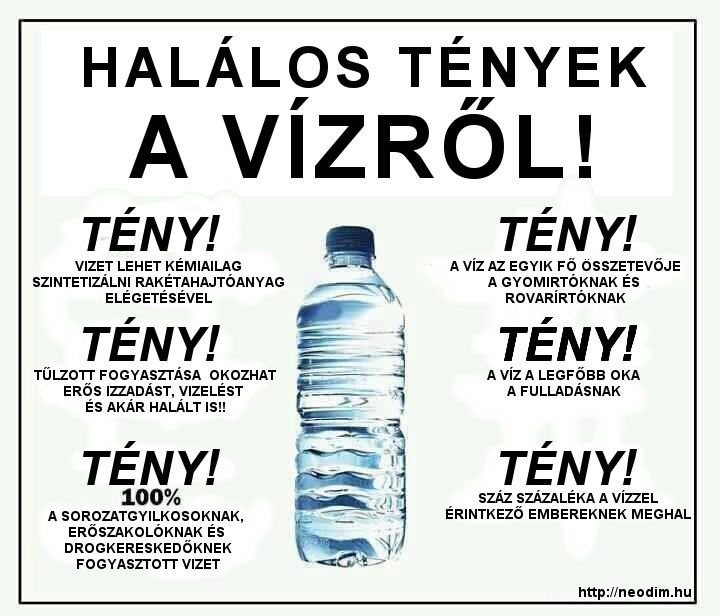 HALÁLOS TÉNYEK
A VÍZRŐL!
TÉNY!
VIZET LEHET KÉMIAILAG
SZINTETIZÁLNI RAKÉTAHAJTÓANYAG
ELÉGETÉSÉVEL
TÉNY!
TÚLZOTT FOGYASZTÁSA OKOZHAT
ERŐS IZZADÁST, VIZELÉST
ÉS AKÁR HALÁLT IS!!
TÉNY!
100%
A SOROZATGYILKOSOKNAK,
ERŐSZAKOLÓKNAK ÉS
DROGKERESKEDŐKNEK
FOGYASZTOTT VIZET
TÉNY!
A VÍZ AZ EGYIK FŐ ÖSSZETEVŐJE
A GYOMIRTÓKNAK ÉS
ROVARÍRTÓKNAK
TÉNY!
A VÍZ A LEGFŐBB OKA
A FULLADÁSNAK
TÉNY!
SZÁZ SZÁZALÉKA A VÍZZEL
ÉRINTKEZŐ EMBEREKNEK MEGHAL
http://neodim.hu